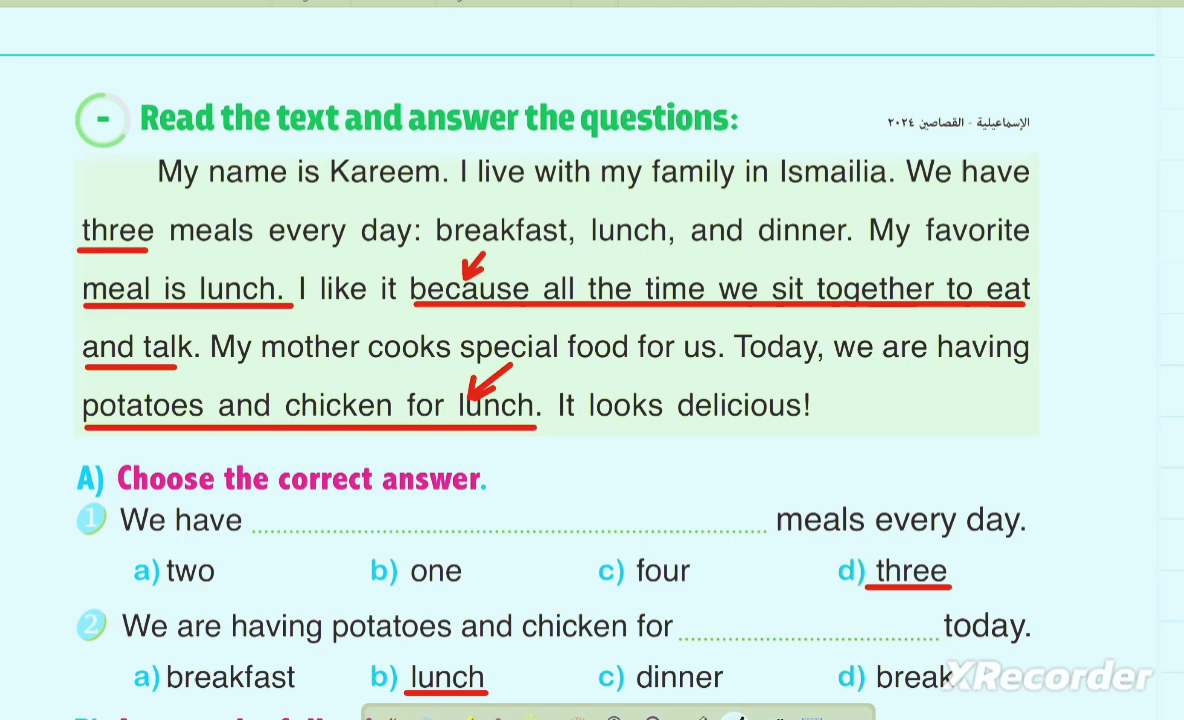 - Read the text and answer the questions:
الإسماعيلية - القصاصين ٢٠٢٤
My name is Kareem. I live with my family in Ismailia. We have
three meals every day: breakfast, lunch, and dinner. My favorite
meal is lunch. I like it because all the time we sit together to eat
and talk. My mother cooks special food for us. Today, we are having
potatoes and chicken for lunch. It looks delicious!
A) Choose the correct answer.
1 We have ........ meals every day.
a) two b) one c) four d) three
2 We are having potatoes and chicken for ........ today.
a) breakfast b) lunch c) dinner d) break
XRecorder